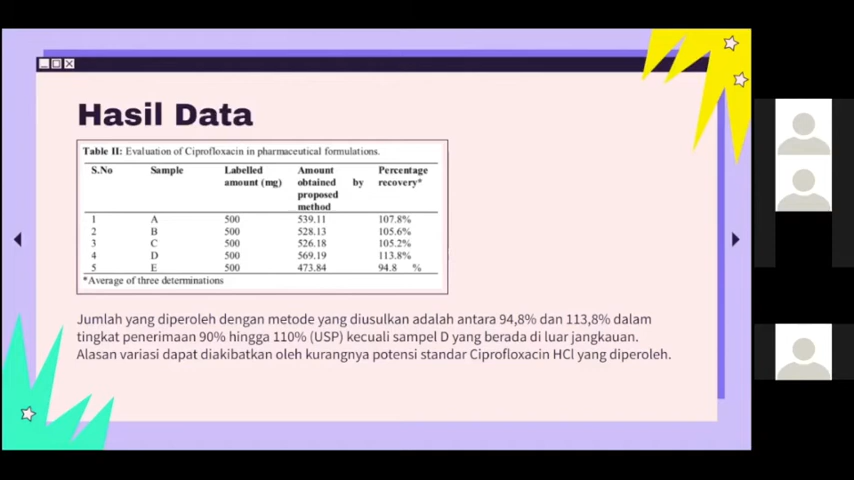 Hasil Data
Table II: Evaluation of Ciprofloxacin in pharmaceutical formulations.
S.No Sample Labelled amount (mg) Amount obtained by proposed method Percentage recovery*
1 A 500 539.11 107.8%
2 B 500 528.13 105.6%
3 C 500 526.18 105.2%
4 D 500 569.19 113.8%
5 E 500 473.84 94.8 %
*Average of three determinations
Jumlah yang diperoleh dengan metode yang diusulkan adalah antara 94,8% dan 113,8% dalam
tingkat penerimaan 90% hingga 110% (USP) kecuali sampel D yang berada di luar jangkauan.
Alasan variasi dapat diakibatkan oleh kurangnya potensi standar Ciprofloxacin HCl yang diperoleh.